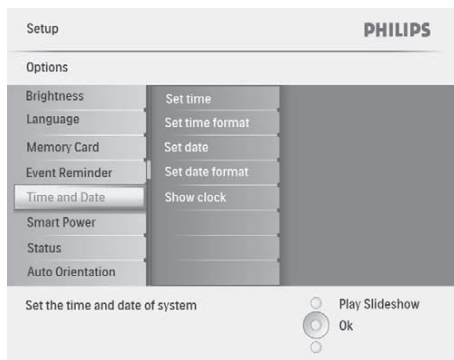 Setup
PHILIPS
Options
Brightness
Language
Memory Card
Event Reminder
Time and Date
Smart Power
Status
Auto Orientation
Set time
Set time format
Set date
Set date format
Show clock
Set the time and date of system
Play Slideshow
Ok